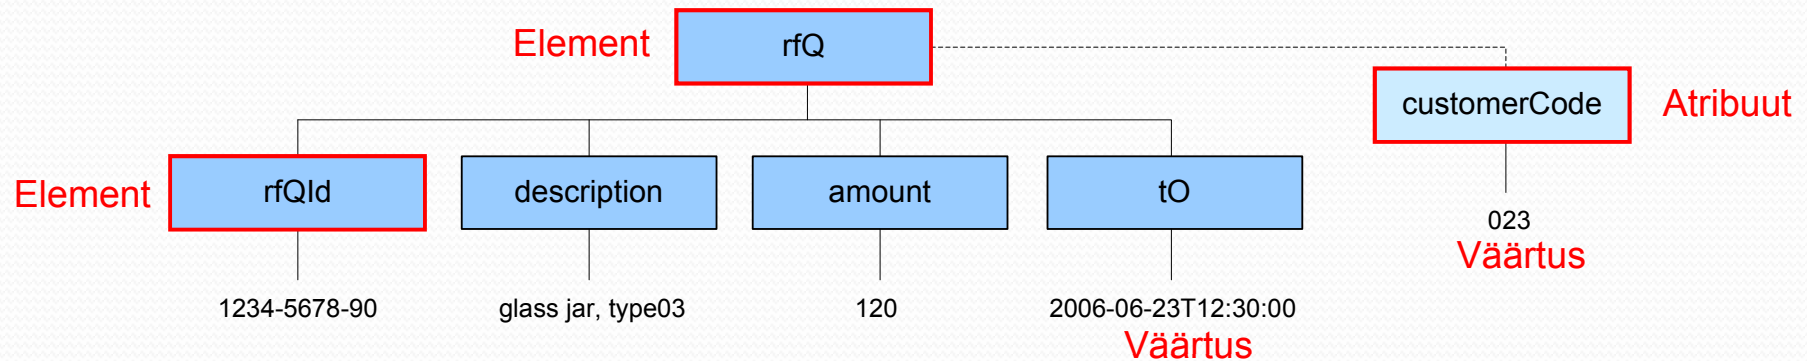 Element
rfQ
customerCode
Atribuut
Element
rfQId
description
amount
tO
023
Väärtus
1234-5678-90
glass jar, type03
120
2006-06-23T12:30:00
Väärtus